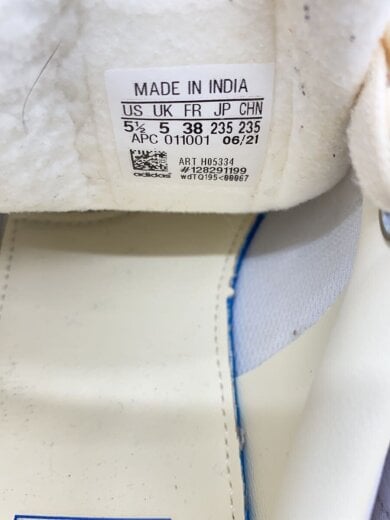 MADE IN INDIA
US UK FR JP CHN
5½ 5 38 235 235
APC 011001 06/21
ART H05334
#128291199
adidas wdTQ195<00067